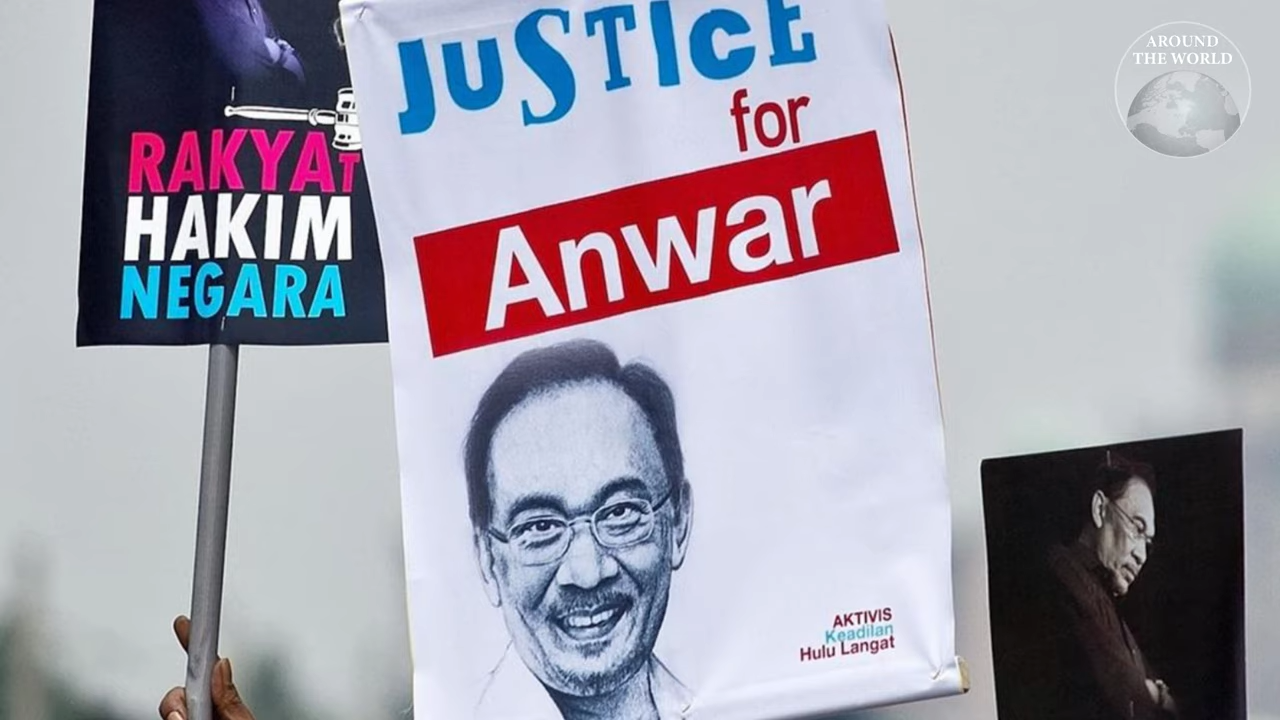 RAKYAT
HAKIM
NEGARA
JuSTIcE
for
Anwar
AKTIVIS
Keadilan
Hulu Langat
AROUND
THE WORLD